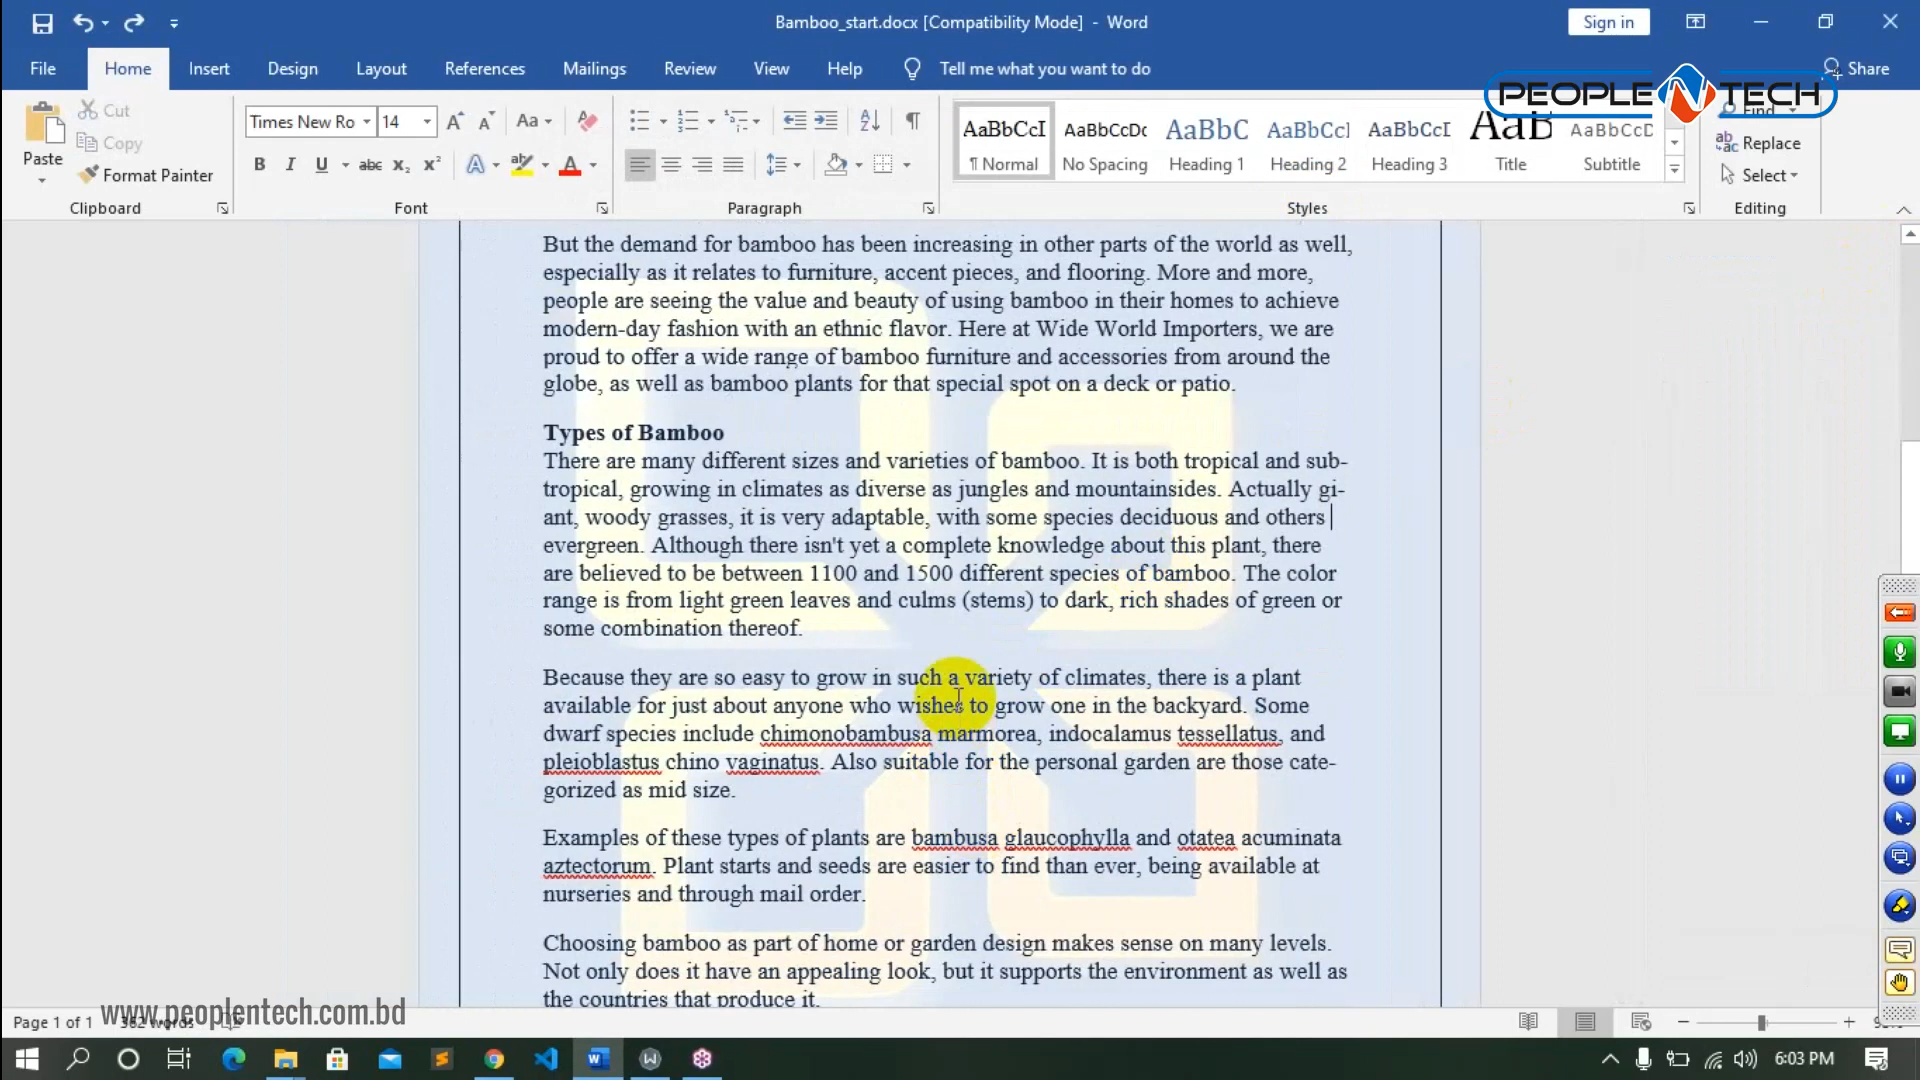 Bamboo_start.docx [Compatibility Mode] - Word
Sign in
File Home Insert Design Layout References Mailings Review View Help Tell me what you want to do Share
PEOPLE N TECH
Paste
Cut
Copy
Format Painter
Clipboard
Times New Ro 14
Font
Paragraph
AaBbCcI AaBbCcDc AaBbC AaBbCcI AaBbCcI AaB AaBbCcD
¶ Normal No Spacing Heading 1 Heading 2 Heading 3 Title Subtitle
Styles
Find
Replace
Select
Editing
But the demand for bamboo has been increasing in other parts of the world as well,
especially as it relates to furniture, accent pieces, and flooring. More and more,
people are seeing the value and beauty of using bamboo in their homes to achieve
modern-day fashion with an ethnic flavor. Here at Wide World Importers, we are
proud to offer a wide range of bamboo furniture and accessories from around the
globe, as well as bamboo plants for that special spot on a deck or patio.
Types of Bamboo
There are many different sizes and varieties of bamboo. It is both tropical and sub-
tropical, growing in climates as diverse as jungles and mountainsides. Actually gi-
ant, woody grasses, it is very adaptable, with some species deciduous and others
evergreen. Although there isn't yet a complete knowledge about this plant, there
are believed to be between 1100 and 1500 different species of bamboo. The color
range is from light green leaves and culms (stems) to dark, rich shades of green or
some combination thereof.
Because they are so easy to grow in such a variety of climates, there is a plant
available for just about anyone who wishes to grow one in the backyard. Some
dwarf species include chimonobambusa marmorea, indocalamus tessellatus, and
pleioblastus chino vaginatus. Also suitable for the personal garden are those cate-
gorized as mid size.
Examples of these types of plants are bambusa glaucophylla and otatea acuminata
aztectorum. Plant starts and seeds are easier to find than ever, being available at
nurseries and through mail order.
Choosing bamboo as part of home or garden design makes sense on many levels.
Not only does it have an appealing look, but it supports the environment as well as
the countries that produce it.
www.peoplentech.com.bd
Page 1 of 1 362 words
6:03 PM